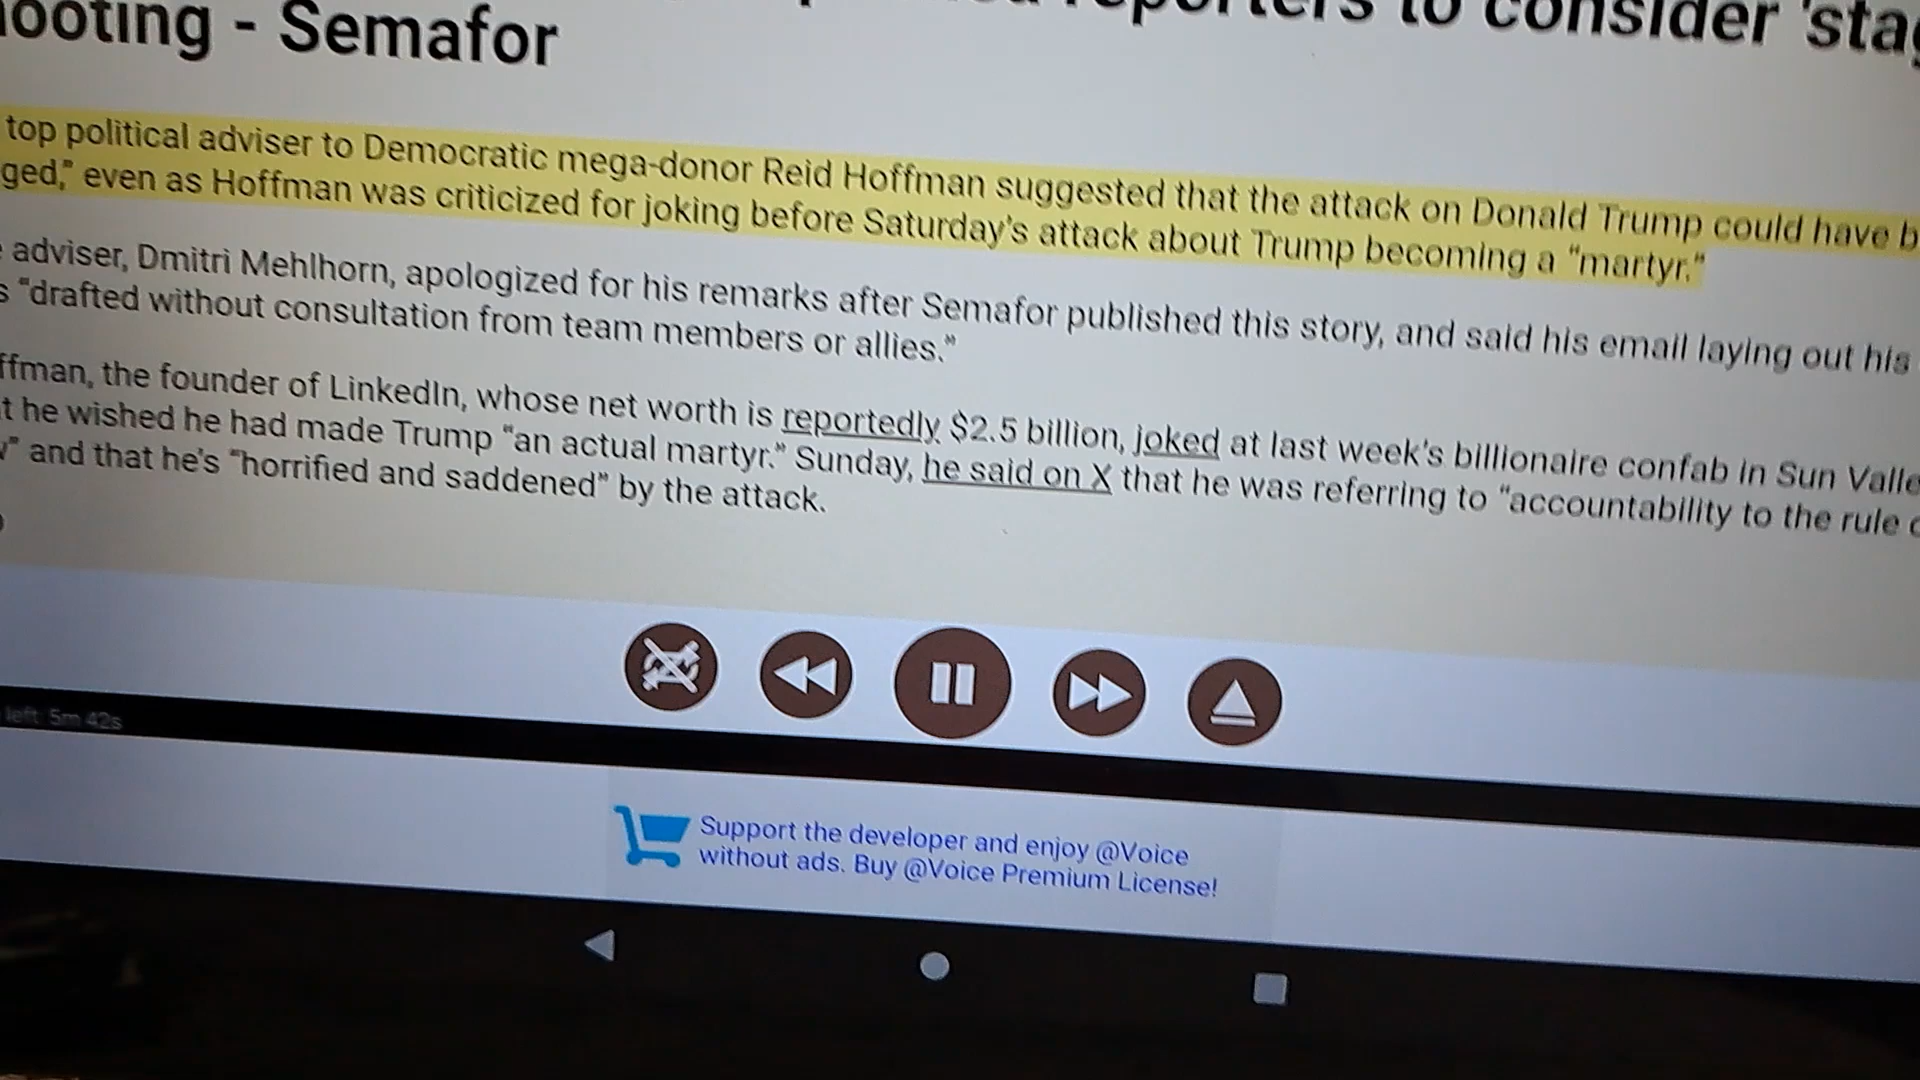 reporters to consider 'stag
ooting - Semafor
top political adviser to Democratic mega-donor Reid Hoffman suggested that the attack on Donald Trump could have b
ged,” even as Hoffman was criticized for joking before Saturday’s attack about Trump becoming a “martyr.”
adviser, Dmitri Mehlhorn, apologized for his remarks after Semafor published this story, and said his email laying out his
s “drafted without consultation from team members or allies.”
ffman, the founder of LinkedIn, whose net worth is reportedly $2.5 billion, joked at last week’s billionaire confab in Sun Valle
t he wished he had made Trump “an actual martyr.” Sunday, he said on X that he was referring to “accountability to the rule o
” and that he’s “horrified and saddened” by the attack.
left: 5m 42s
Support the developer and enjoy @Voice
without ads. Buy @Voice Premium License!